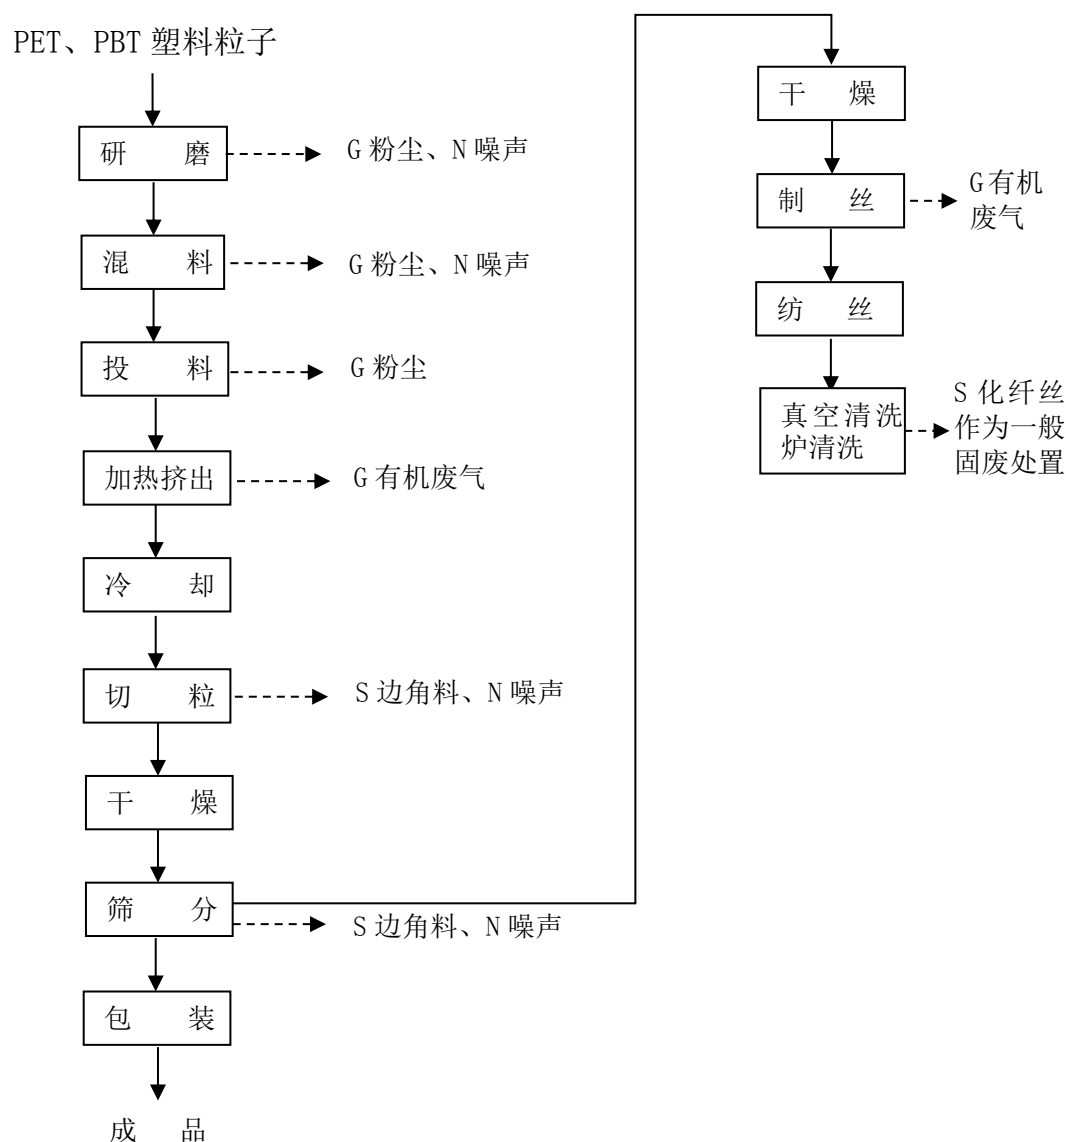 PET、PBT 塑料粒子
研 磨
G 粉尘、N 噪声
混 料
G 粉尘、N 噪声
投 料
G 粉尘
加热挤出
G 有机废气
冷 却
切 粒
S 边角料、N 噪声
干 燥
筛 分
S 边角料、N 噪声
包 装
成 品
干 燥
制 丝
G 有机
废气
纺 丝
真空清洗
炉清洗
S 化纤丝
作为一般
固废处置